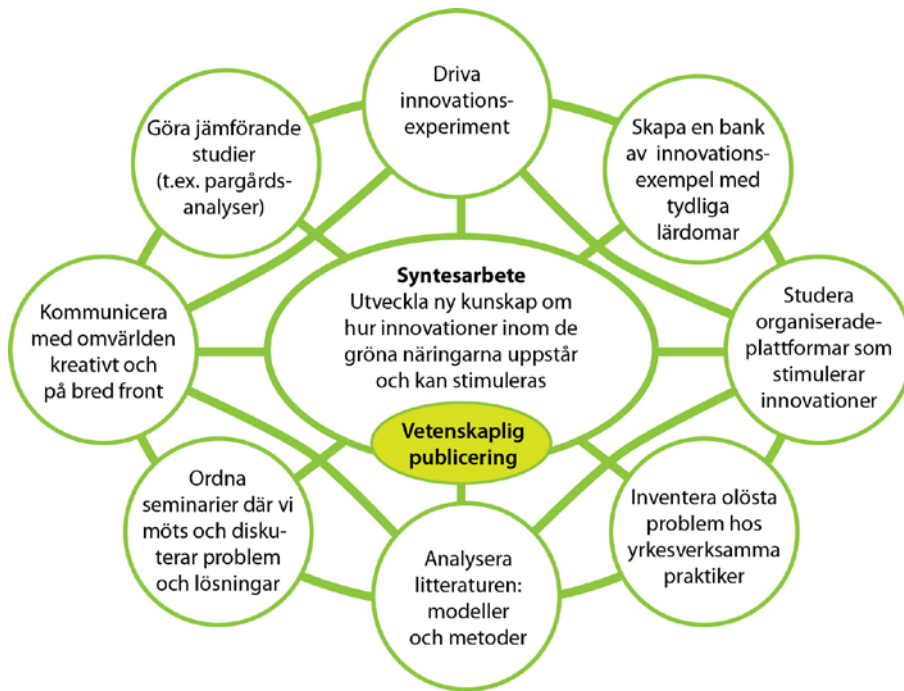 Driva
innovations-
experiment
Göra jämförande
studier
(t.ex. pargårds-
analyser)
Skapa en bank
av innovations-
exempel med
tydliga
lärdomar
Kommunicera
med omvärlden
kreativt och
på bred front
Syntesarbete
Utveckla ny kunskap om
hur innovationer inom de
gröna näringarna uppstår
och kan stimuleras
Vetenskaplig
publicering
Studera
organiserade-
plattformar som
stimulerar
innovationer
Ordna
seminarier där vi
möts och disku-
terar problem
och lösningar
Analysera
litteraturen:
modeller
och metoder
Inventera olösta
problem hos
yrkesverksamma
praktiker